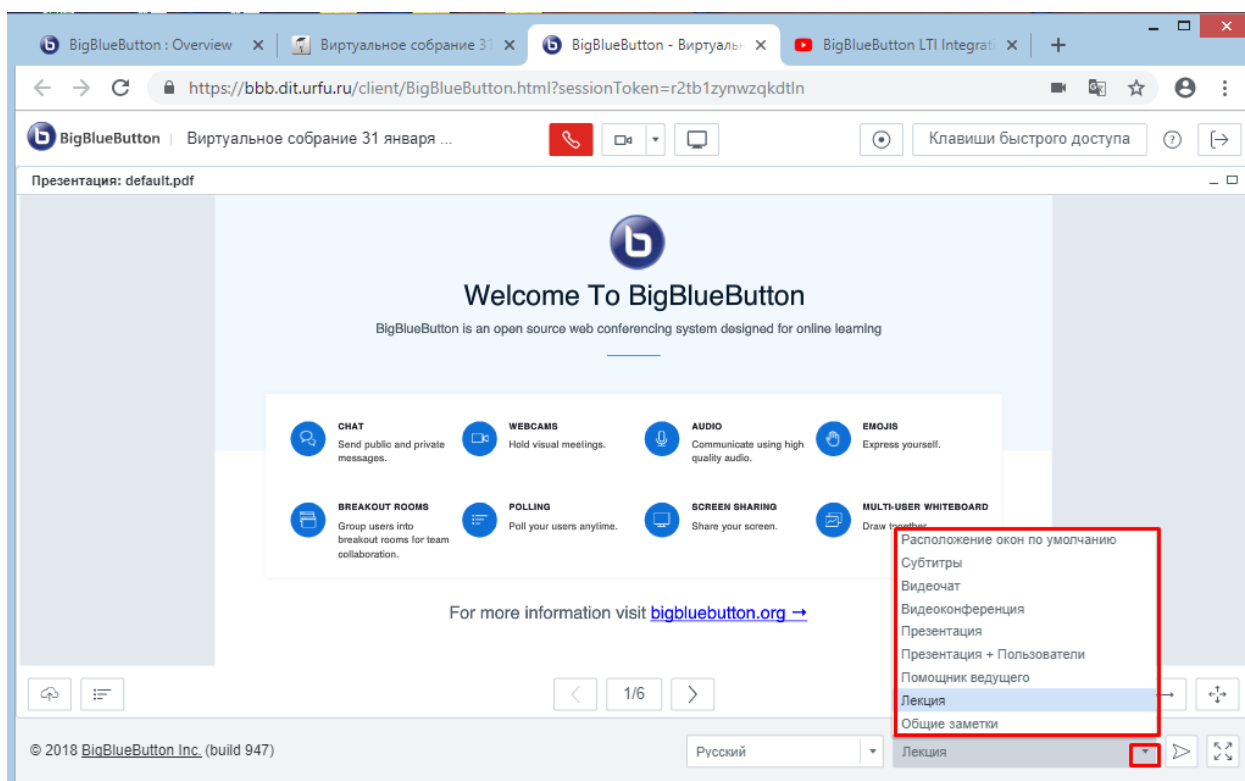 BigBlueButton : Overview
Виртуальное собрание 31
BigBlueButton - Виртуаль
BigBlueButton LTI Integrati
https://bbb.dit.urfu.ru/client/BigBlueButton.html?sessionToken=r2tb1zynwzqkdtln
BigBlueButton
Виртуальное собрание 31 января ...
Клавиши быстрого доступа
Презентация: default.pdf
Welcome To BigBlueButton
BigBlueButton is an open source web conferencing system designed for online learning
CHAT
Send public and private
messages.
WEBCAMS
Hold visual meetings.
AUDIO
Communicate using high
quality audio.
EMOJIS
Express yourself.
BREAKOUT ROOMS
Group users into
breakout rooms for team
collaboration.
POLLING
Poll your users anytime.
SCREEN SHARING
Share your screen.
MULTI-USER WHITEBOARD
Draw together.
For more information visit bigbluebutton.org →
Расположение окон по умолчанию
Субтитры
Видеочат
Видеоконференция
Презентация
Презентация + Пользователи
Помощник ведущего
Лекция
Общие заметки
1/6
© 2018 BigBlueButton Inc. (build 947)
Русский
Лекция